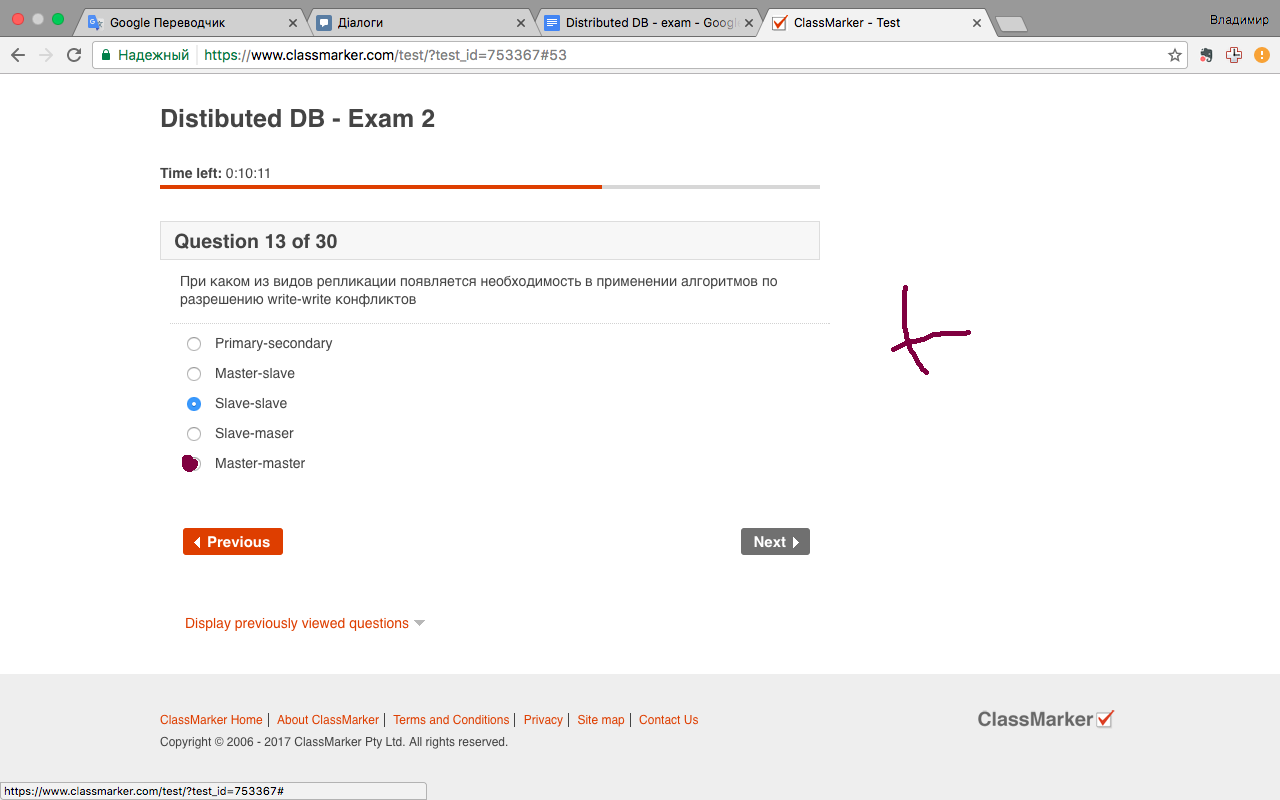 Google Переводчик
Діалоги
Distributed DB - exam - Googl
ClassMarker - Test
Владимир
Надежный
https://www.classmarker.com/test/?test_id=753367#53
Distibuted DB - Exam 2
Time left: 0:10:11
Question 13 of 30
При каком из видов репликации появляется необходимость в применении алгоритмов по
разрешению write-write конфликтов
Primary-secondary
Master-slave
Slave-slave
Slave-maser
Master-master
Previous
Next
Display previously viewed questions
ClassMarker Home | About ClassMarker | Terms and Conditions | Privacy | Site map | Contact Us
ClassMarker
Copyright © 2006 - 2017 ClassMarker Pty Ltd. All rights reserved.
https://www.classmarker.com/test/?test_id=753367#